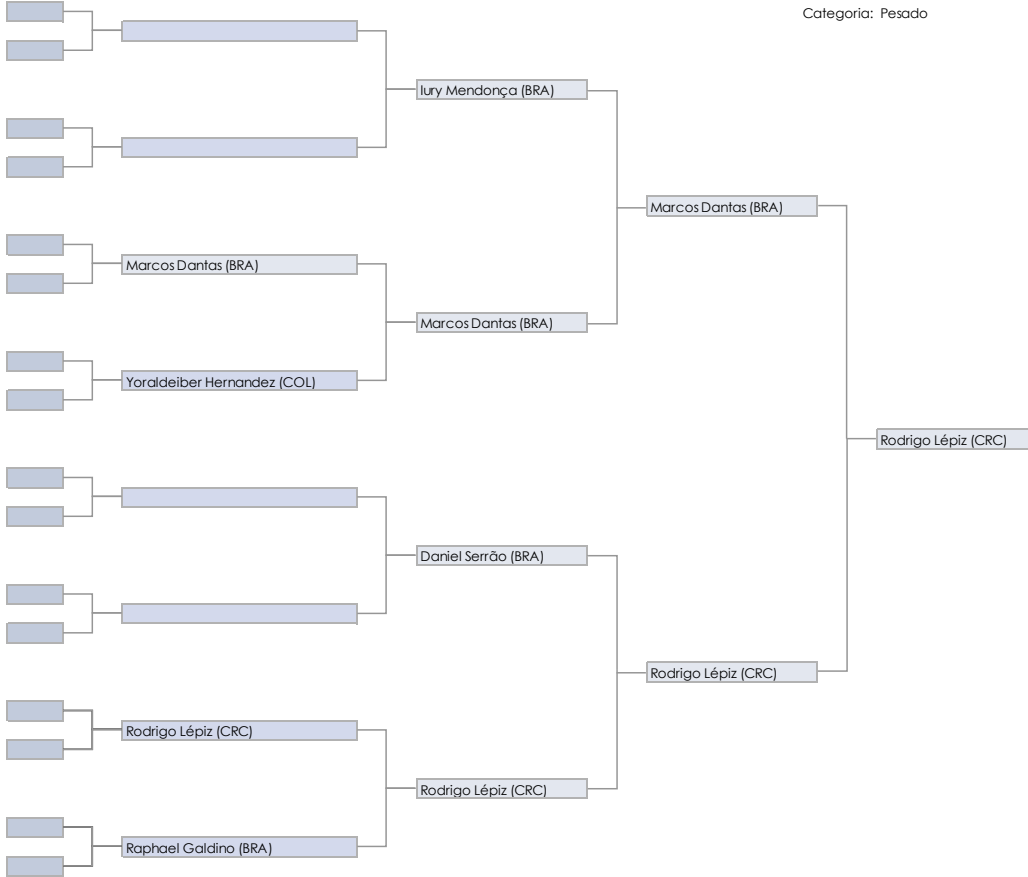 Categoria: Pesado
Iury Mendonça (BRA)
Marcos Dantas (BRA)
Marcos Dantas (BRA)
Marcos Dantas (BRA)
Yoraldeiber Hernandez (COL)
Rodrigo Lépiz (CRC)
Daniel Serrão (BRA)
Rodrigo Lépiz (CRC)
Rodrigo Lépiz (CRC)
Rodrigo Lépiz (CRC)
Raphael Galdino (BRA)